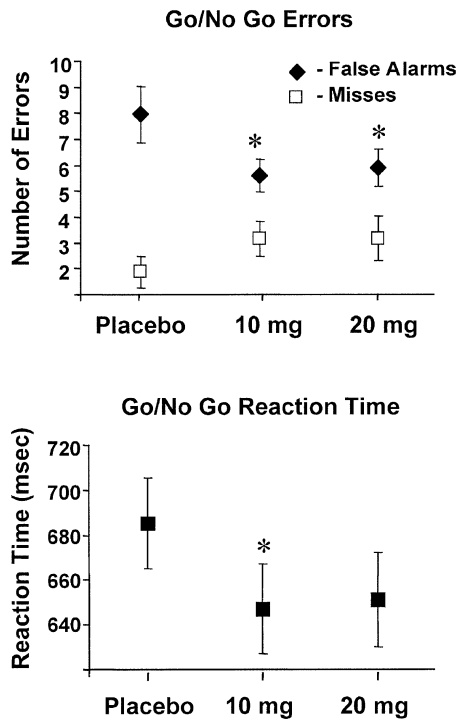 Go/No Go Errors
Number of Errors
10
9
8
7
6
5
4
3
2
- False Alarms
- Misses
*
*
Placebo 10 mg 20 mg
Go/No Go Reaction Time
Reaction Time (msec)
720
700
680
660
640
*
Placebo 10 mg 20 mg